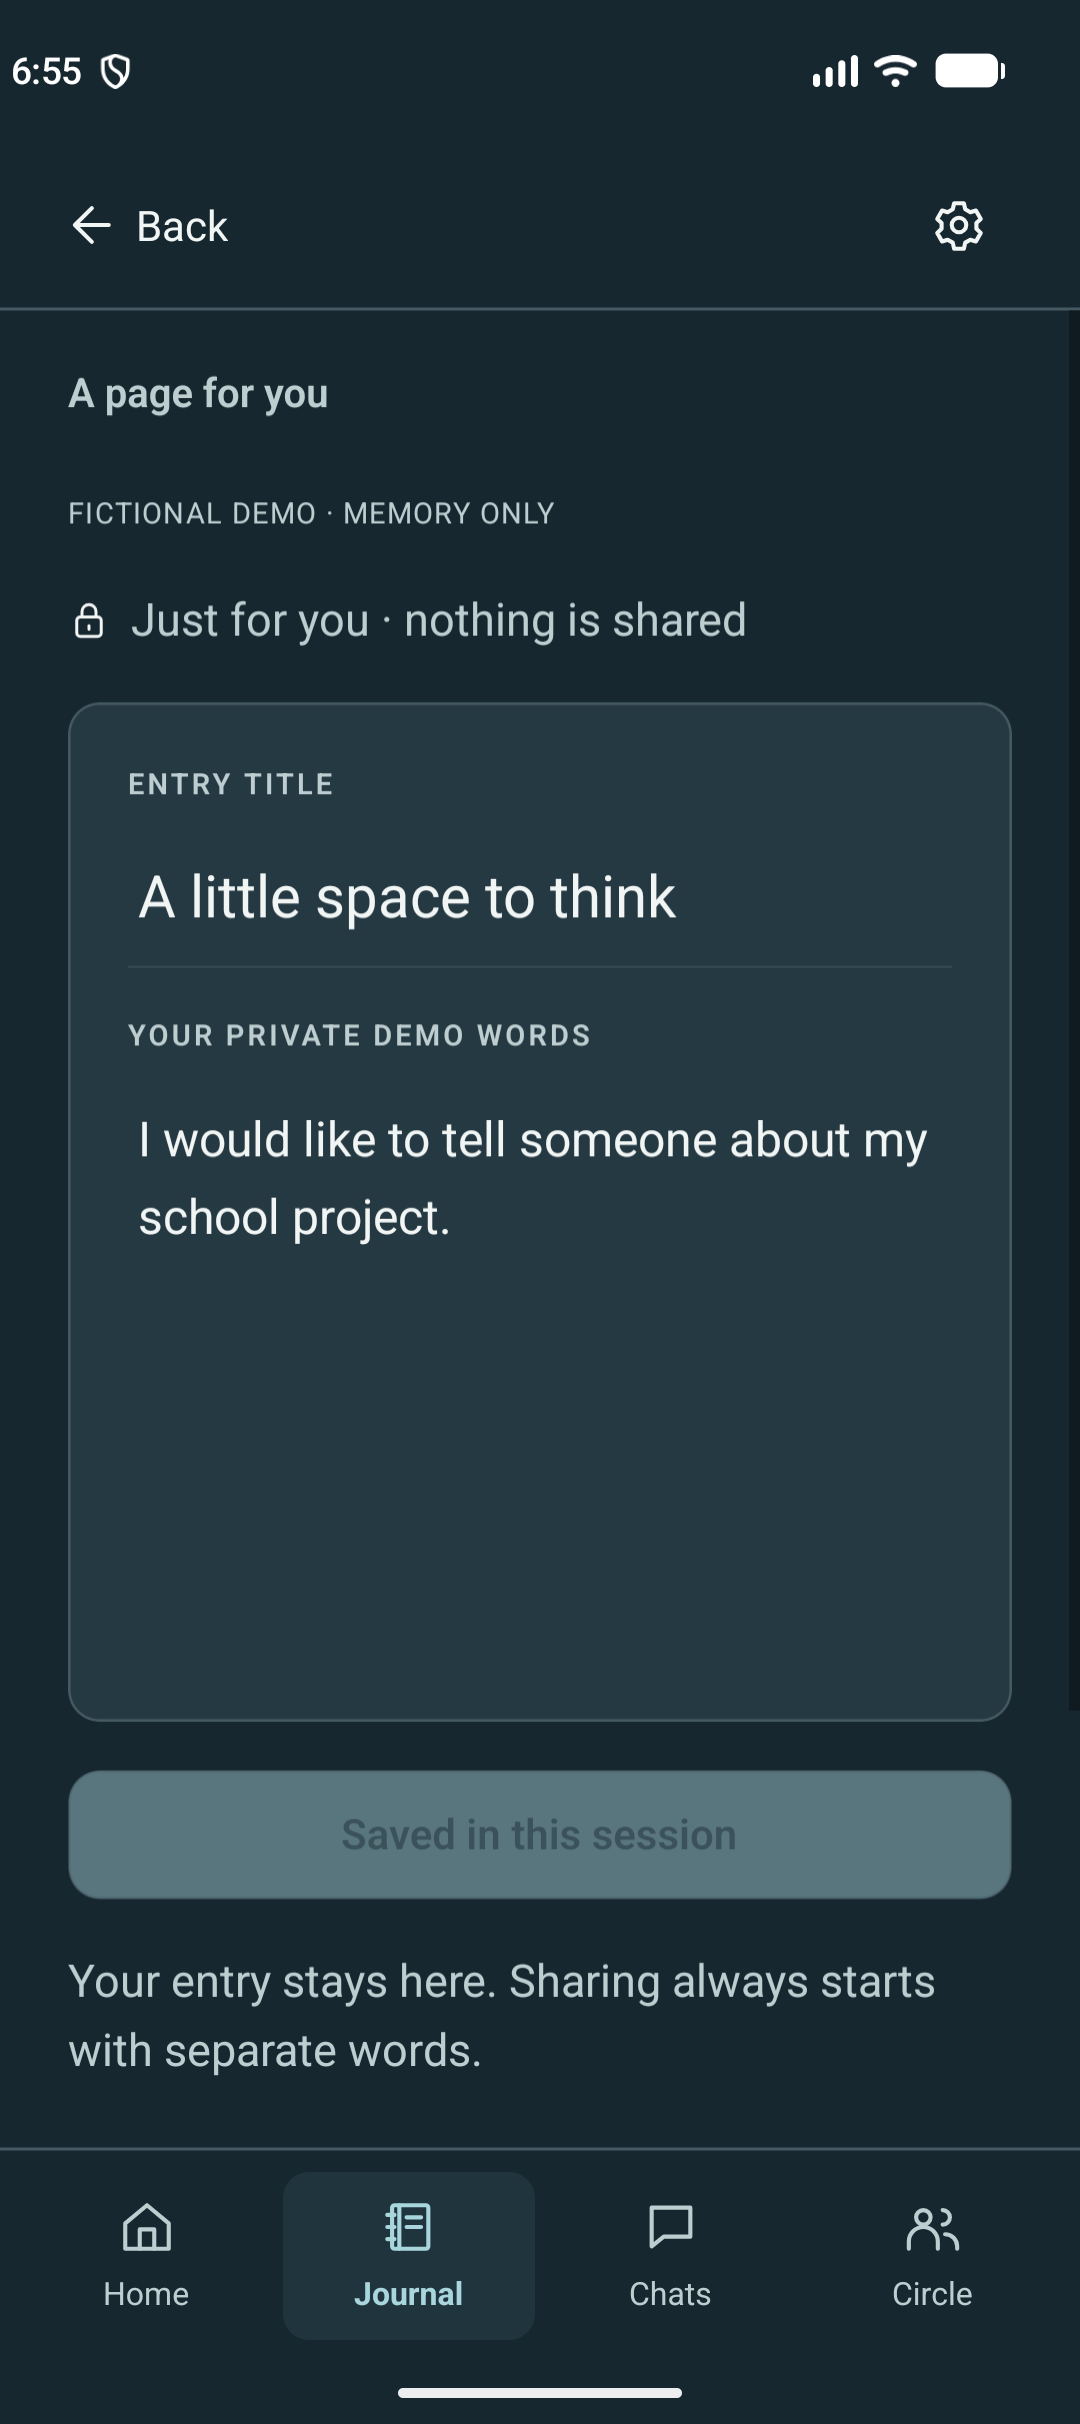 6:55
Back
A page for you
FICTIONAL DEMO · MEMORY ONLY
Just for you · nothing is shared
ENTRY TITLE
A little space to think
YOUR PRIVATE DEMO WORDS
I would like to tell someone about my
school project.
Saved in this session
Your entry stays here. Sharing always starts
with separate words.
Home
Journal
Chats
Circle